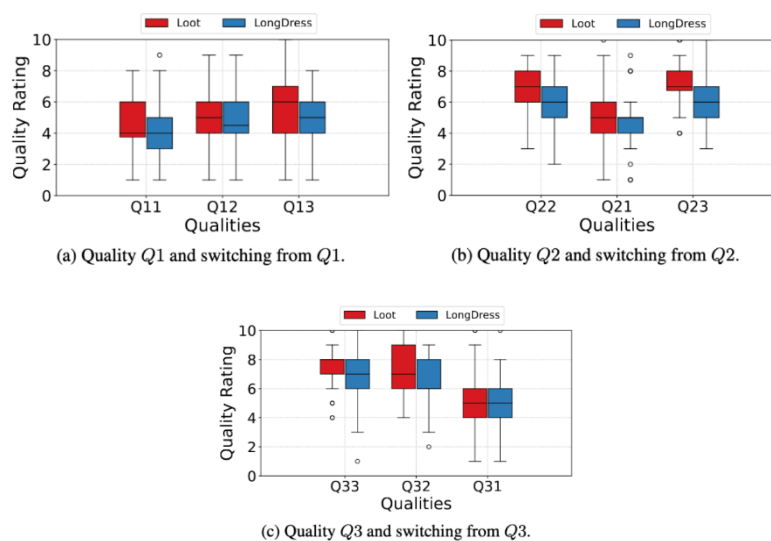 Loot LongDress
10
8
6
4
2
0
Quality Rating
Q11 Q12 Q13
Qualities
(a) Quality Q1 and switching from Q1.
Loot LongDress
10
8
6
4
2
0
Quality Rating
Q22 Q21 Q23
Qualities
(b) Quality Q2 and switching from Q2.
Loot LongDress
10
8
6
4
2
0
Quality Rating
Q33 Q32 Q31
Qualities
(c) Quality Q3 and switching from Q3.